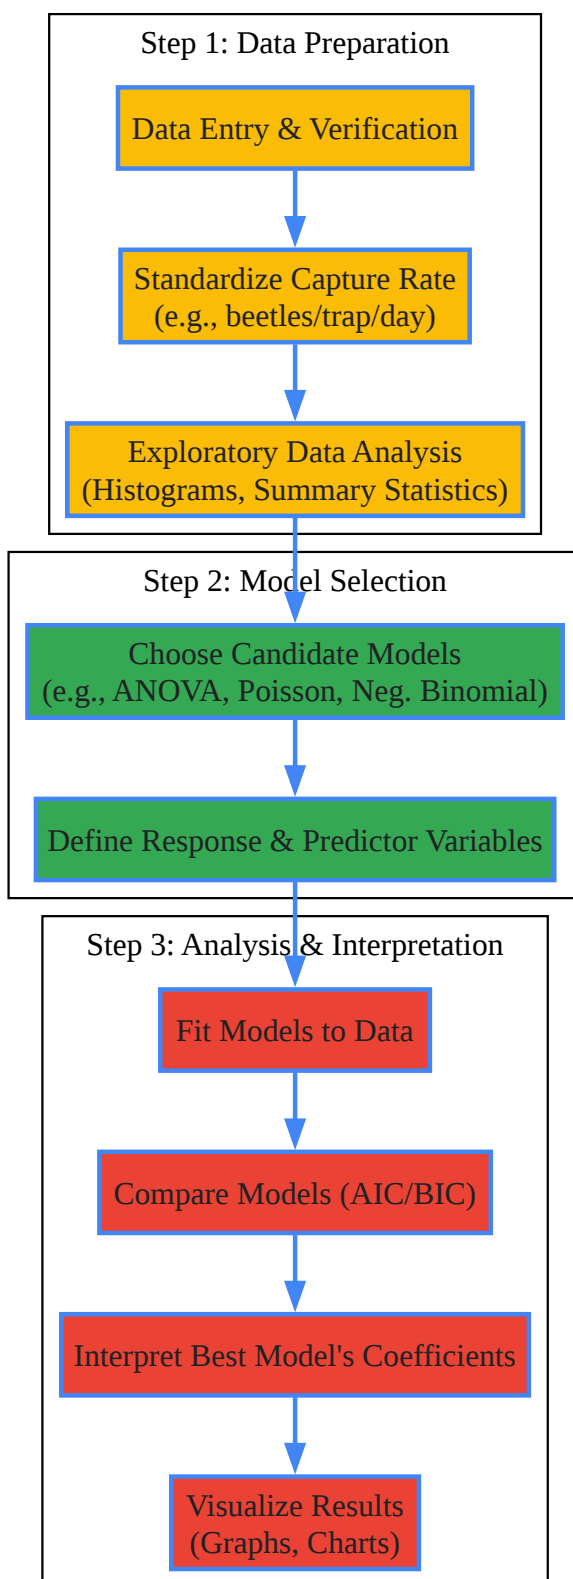 Step 1: Data Preparation
Data Entry & Verification
Standardize Capture Rate
(e.g., beetles/trap/day)
Exploratory Data Analysis
(Histograms, Summary Statistics)
Step 2: Model Selection
Choose Candidate Models
(e.g., ANOVA, Poisson, Neg. Binomial)
Define Response & Predictor Variables
Step 3: Analysis & Interpretation
Fit Models to Data
Compare Models (AIC/BIC)
Interpret Best Model's Coefficients
Visualize Results
(Graphs, Charts)